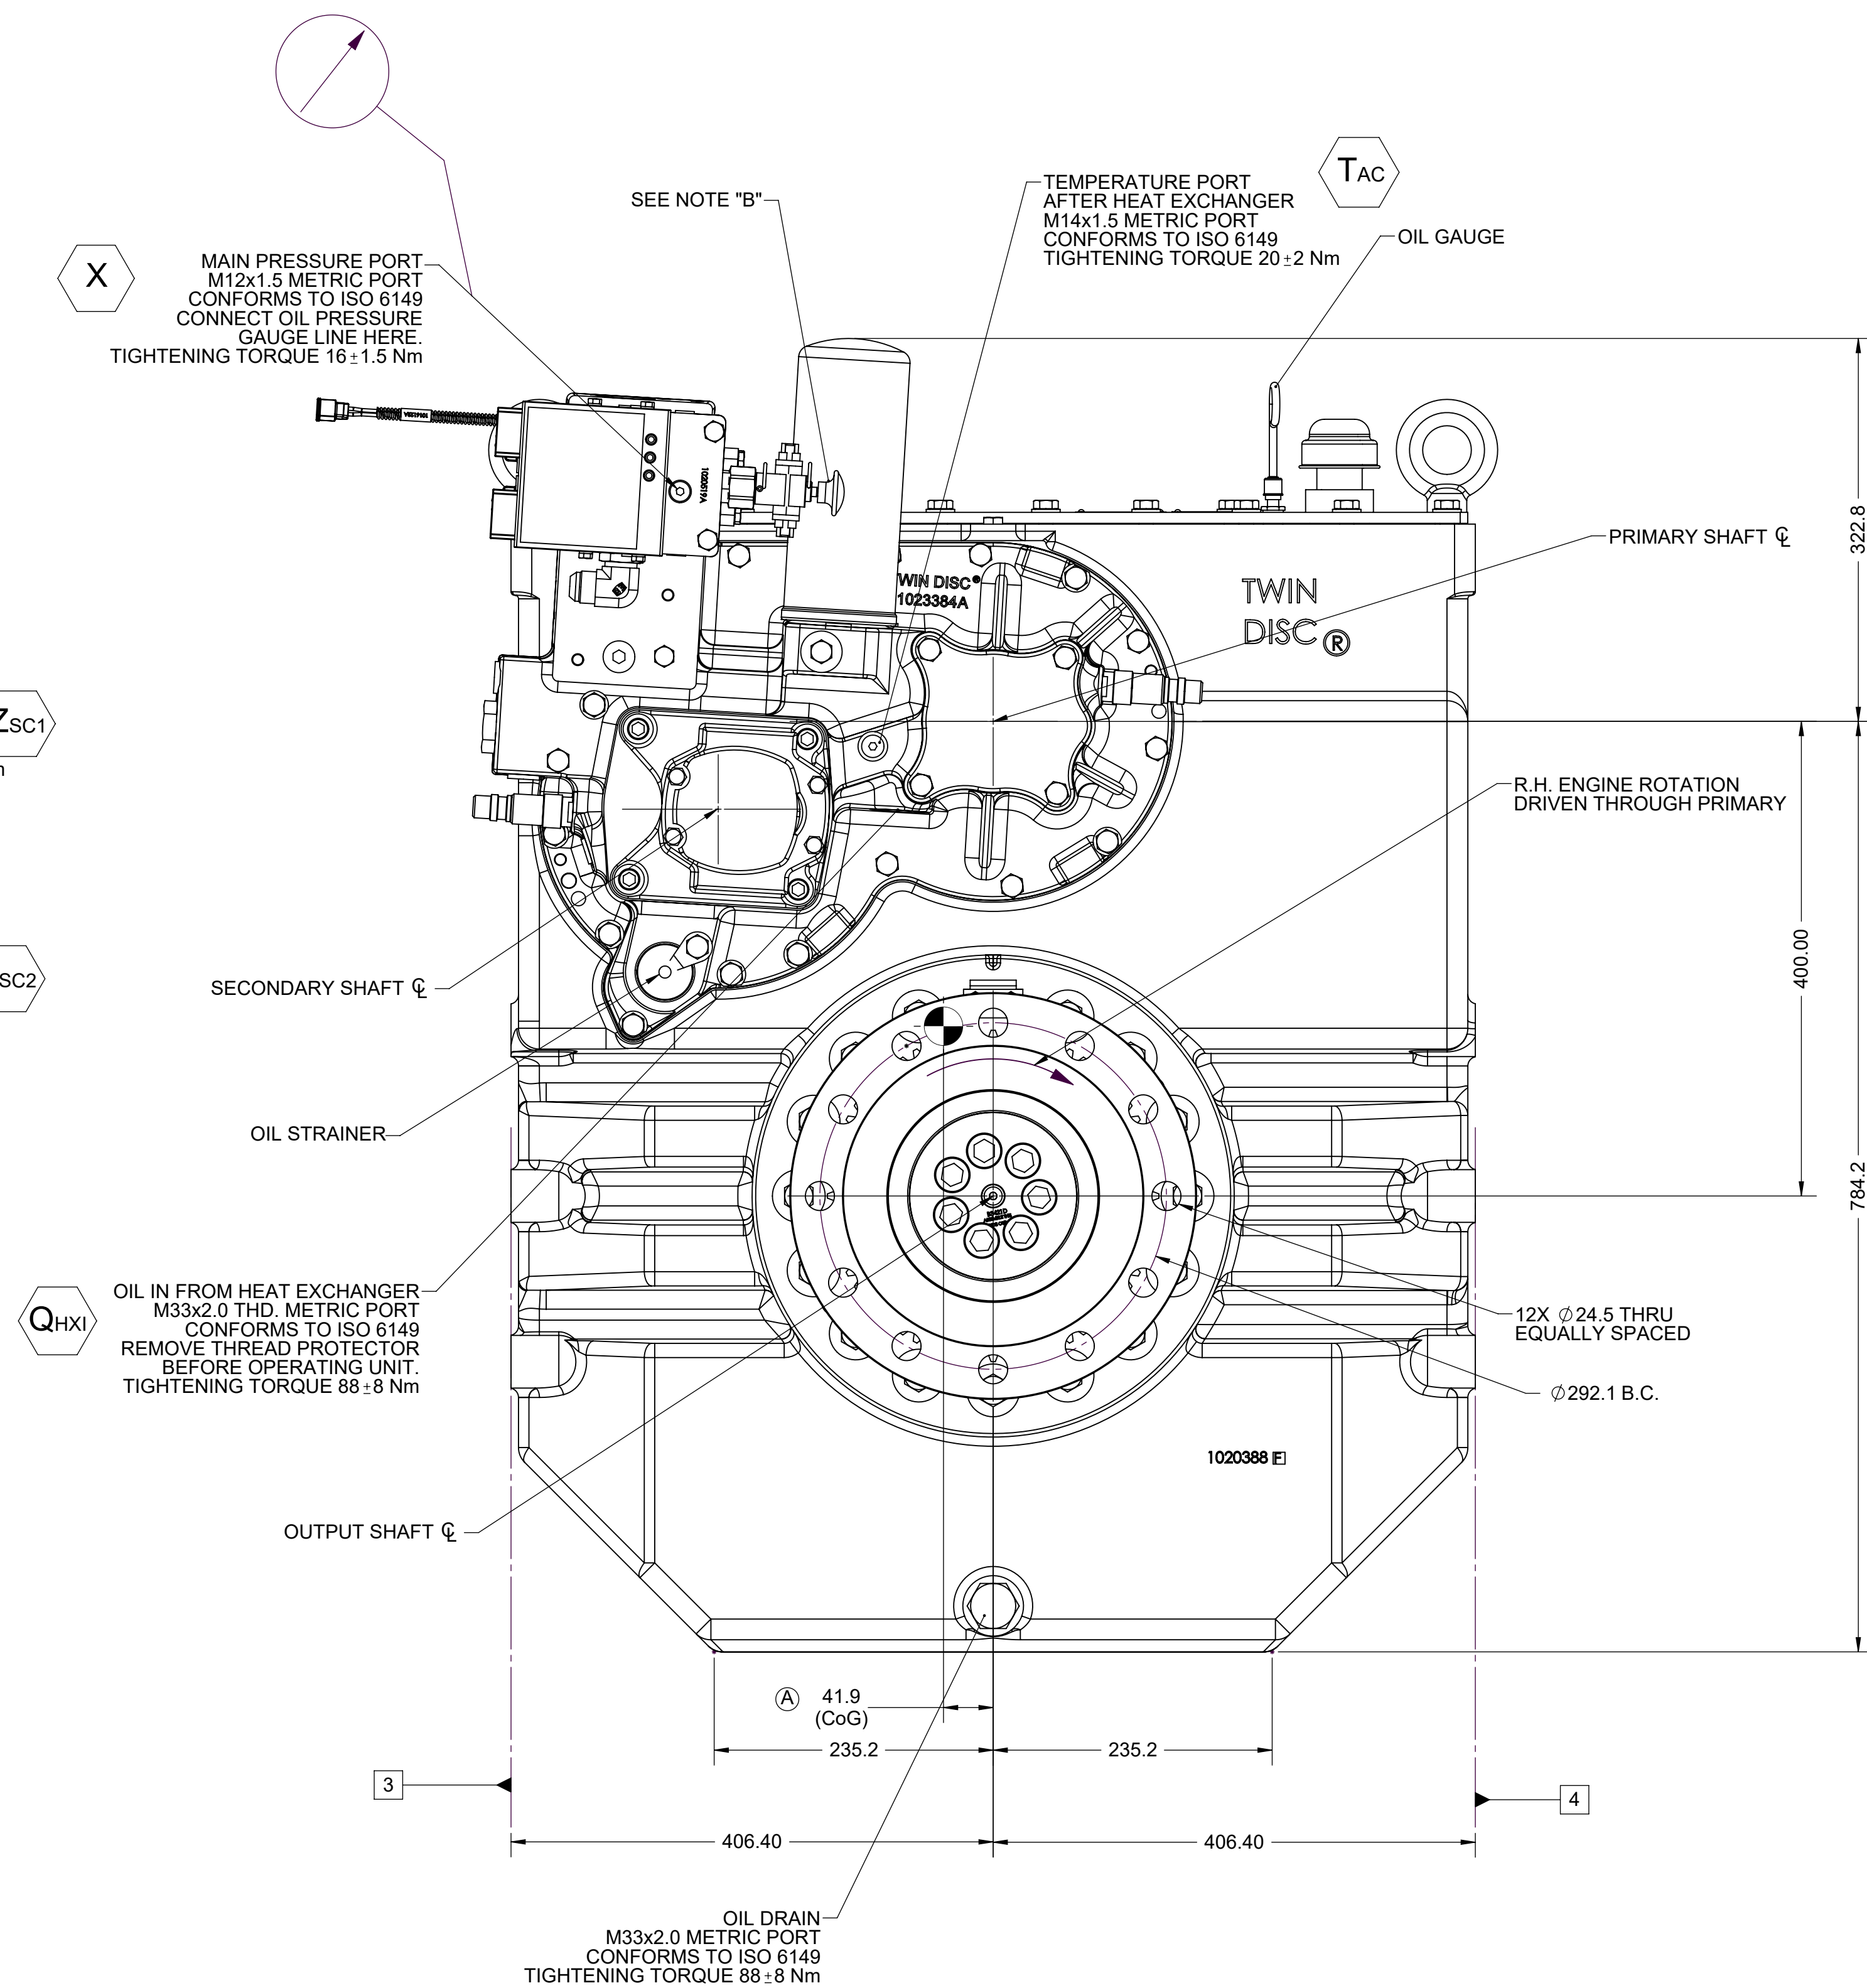 SEE NOTE "B"
TEMPERATURE PORT
AFTER HEAT EXCHANGER
M14x1.5 METRIC PORT
CONFORMS TO ISO 6149
TIGHTENING TORQUE 20±2 Nm
TAC
OIL GAUGE
X
MAIN PRESSURE PORT
M12x1.5 METRIC PORT
CONFORMS TO ISO 6149
CONNECT OIL PRESSURE
GAUGE LINE HERE.
TIGHTENING TORQUE 16±1.5 Nm
1020519A
322.8
PRIMARY SHAFT ℄
WIN DISC®
1023384A
TWIN
DISC ®
ZSC1
R.H. ENGINE ROTATION
DRIVEN THROUGH PRIMARY
400.00
SC2
SECONDARY SHAFT ℄
OIL STRAINER
784.2
QHXI
OIL IN FROM HEAT EXCHANGER
M33x2.0 THD. METRIC PORT
CONFORMS TO ISO 6149
REMOVE THREAD PROTECTOR
BEFORE OPERATING UNIT.
TIGHTENING TORQUE 88±8 Nm
12X ∅24.5 THRU
EQUALLY SPACED
∅292.1 B.C.
1020388 F
OUTPUT SHAFT ℄
A 41.9
(CoG)
235.2 235.2
3
4
406.40 406.40
OIL DRAIN
M33x2.0 METRIC PORT
CONFORMS TO ISO 6149
TIGHTENING TORQUE 88±8 Nm